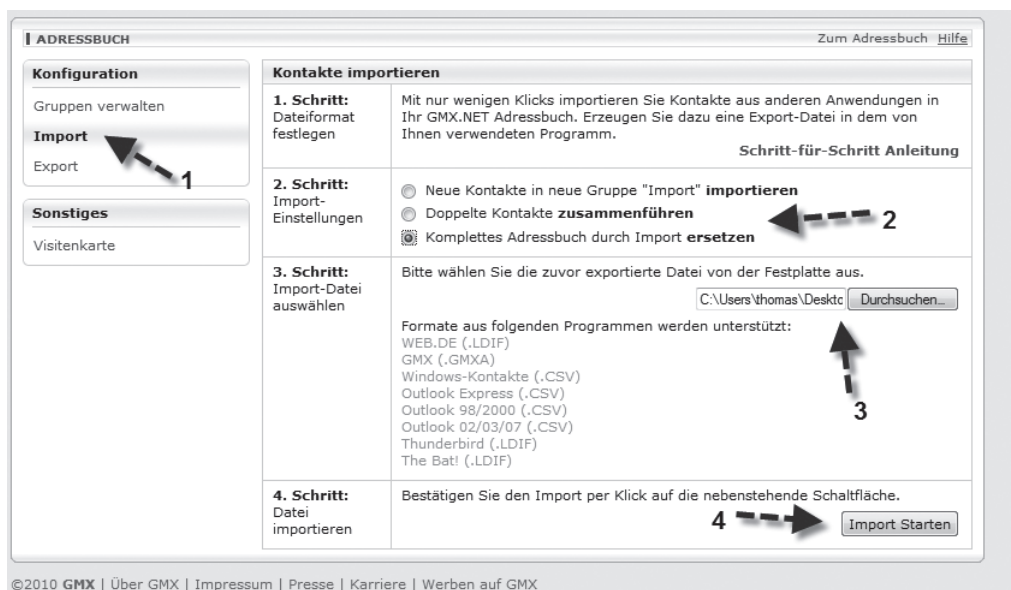 ADRESSBUCH
Zum Adressbuch Hilfe
Konfiguration
Gruppen verwalten
Import
Export
1
Sonstiges
Visitenkarte
Kontakte importieren
1. Schritt:
Dateiformat
festlegen
Mit nur wenigen Klicks importieren Sie Kontakte aus anderen Anwendungen in
Ihr GMX.NET Adressbuch. Erzeugen Sie dazu eine Export-Datei in dem von
Ihnen verwendeten Programm.
Schritt-für-Schritt Anleitung
2. Schritt:
Import-
Einstellungen
Neue Kontakte in neue Gruppe "Import" importieren
Doppelte Kontakte zusammenführen
Komplettes Adressbuch durch Import ersetzen
2
3. Schritt:
Import-Datei
auswählen
Bitte wählen Sie die zuvor exportierte Datei von der Festplatte aus.
C:\Users\thomas\Desktc Durchsuchen...
Formate aus folgenden Programmen werden unterstützt:
WEB.DE (.LDIF)
GMX (.GMXA)
Windows-Kontakte (.CSV)
Outlook Express (.CSV)
Outlook 98/2000 (.CSV)
Outlook 02/03/07 (.CSV)
Thunderbird (.LDIF)
The Bat! (.LDIF)
3
4. Schritt:
Datei
importieren
Bestätigen Sie den Import per Klick auf die nebenstehende Schaltfläche.
4
Import Starten
©2010 GMX | Über GMX | Impressum | Presse | Karriere | Werben auf GMX